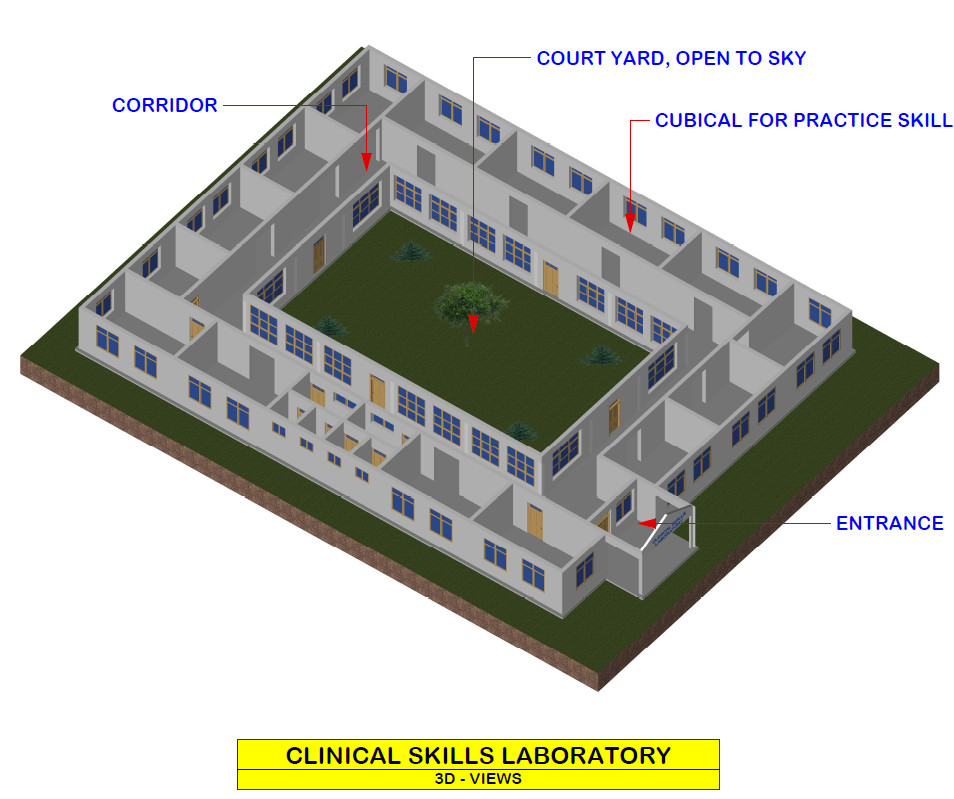 COURT YARD, OPEN TO SKY
CORRIDOR
CUBICAL FOR PRACTICE SKILL
ENTRANCE
CLINICAL SKILLS LABORATORY
3D - VIEWS